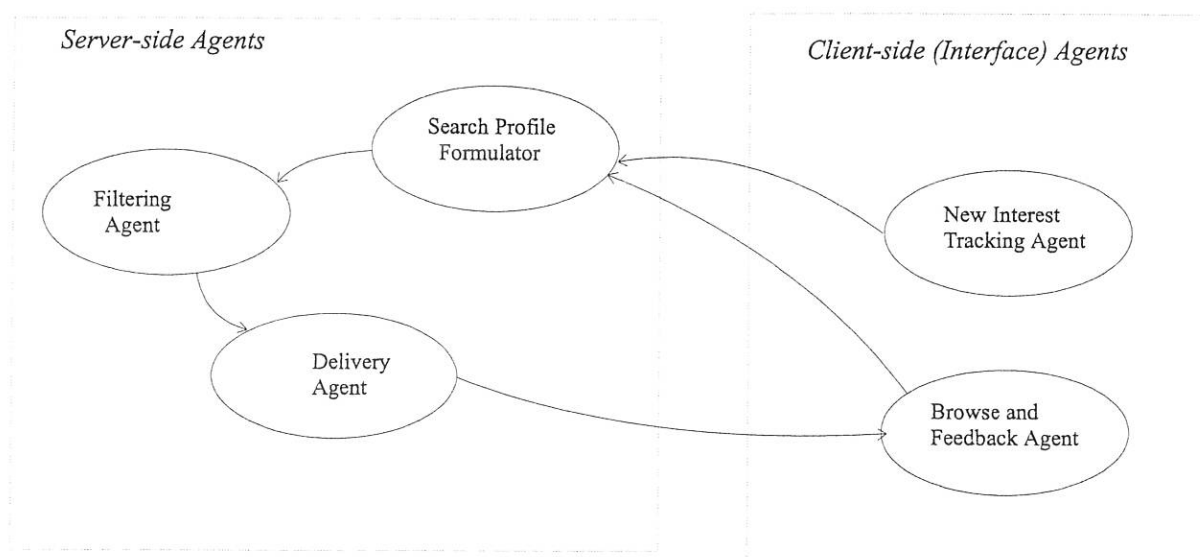 Server-side Agents
Client-side (Interface) Agents
Search Profile
Formulator
Filtering
Agent
New Interest
Tracking Agent
Delivery
Agent
Browse and
Feedback Agent